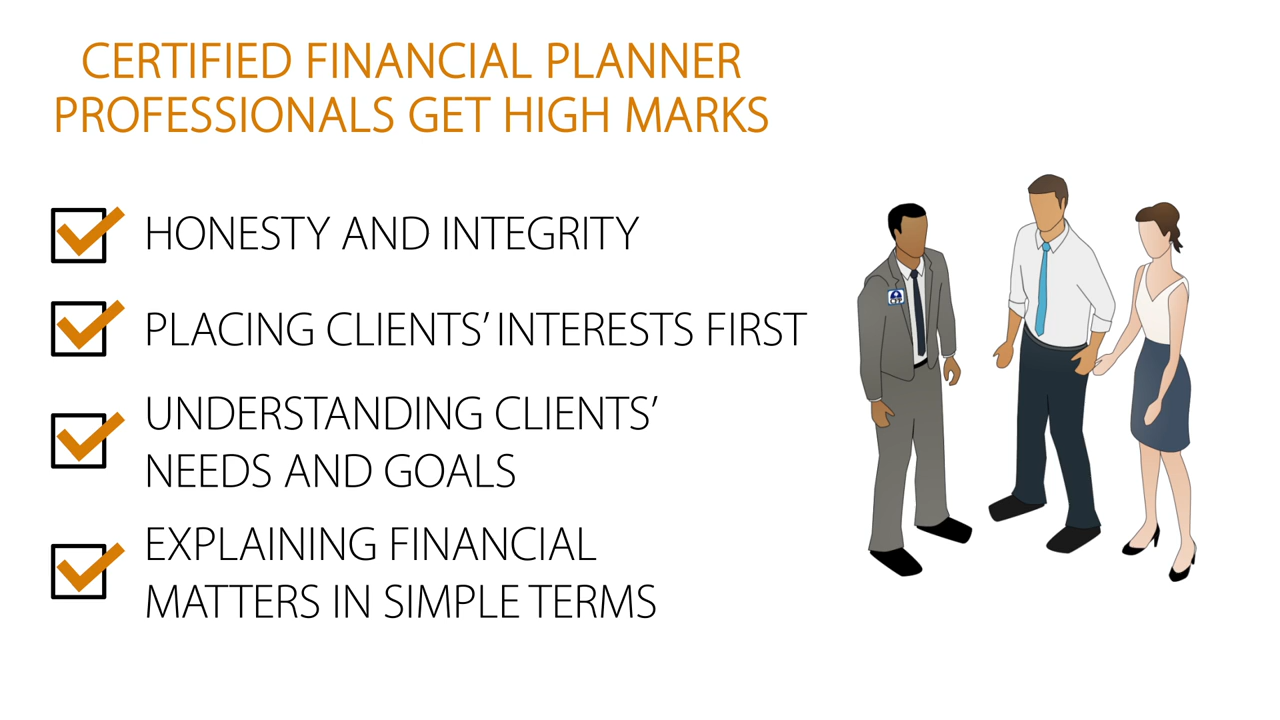 CERTIFIED FINANCIAL PLANNER
PROFESSIONALS GET HIGH MARKS
HONESTY AND INTEGRITY
PLACING CLIENTS’ INTERESTS FIRST
UNDERSTANDING CLIENTS’
NEEDS AND GOALS
EXPLAINING FINANCIAL
MATTERS IN SIMPLE TERMS